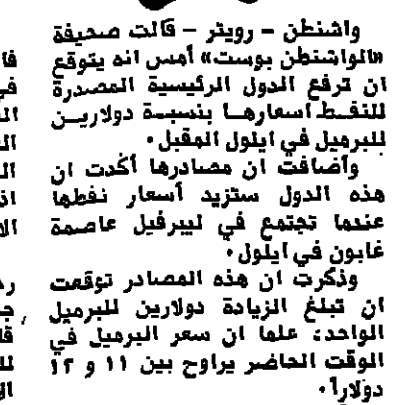 واشنطن - رويتر - قالت صحيفة
«الواشنطن بوست» أمس انه يتوقع
ان ترفع الدول الرئيسية المصدرة
للنفط اسعارها بنسبة دولارين
للبرميل في ايلول المقبل.
وأضافت ان مصادرها أكدت ان
هذه الدول ستزيد أسعار نفطها
عندما تجتمع في ليبرفيل عاصمة
غابون في ايلول.
وذكرت ان هذه المصادر توقعت
ان تبلغ الزيادة دولارين للبرميل
الواحد، علما ان سعر البرميل في
الوقت الحاضر يراوح بين ١١ و ١٢
دولارا.